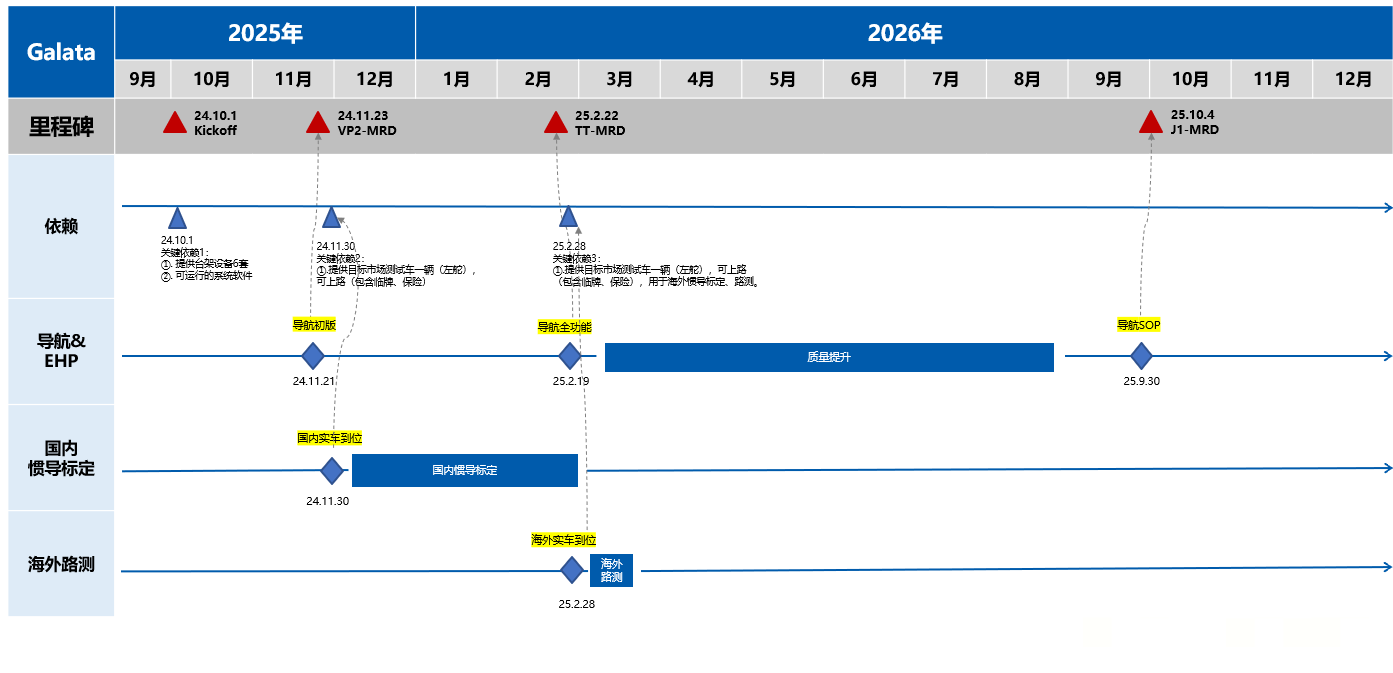 Galata
2025年
2026年
9月
10月
11月
12月
1月
2月
3月
4月
5月
6月
7月
8月
9月
10月
11月
12月
里程碑
24.10.1
Kickoff
24.11.23
VP2-MRD
25.2.22
TT-MRD
25.10.4
J1-MRD
依赖
24.10.1
关键依赖1：
①. 提供台架设备6套
②. 可运行的系统软件
24.11.30
关键依赖2：
①.提供目标市场测试车一辆（左舵），
可上路（包含临牌、保险）
25.2.28
关键依赖3：
①.提供目标市场测试车一辆（左舵），可上路
（包含临牌、保险），用于海外惯导标定、路测。
导航&
EHP
导航初版
24.11.21
导航全功能
25.2.19
质量提升
导航SOP
25.9.30
国内
惯导标定
国内实车到位
24.11.30
国内惯导标定
海外路测
海外实车到位
25.2.28
海外
路测